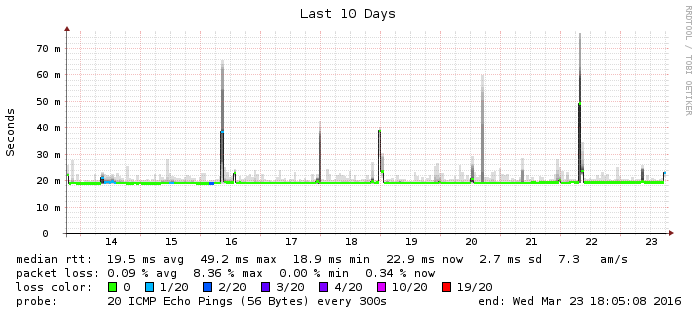 Last 10 Days
RRDTOOL / TOBI OETIKER
Seconds
70 m
60 m
50 m
40 m
30 m
20 m
10 m
0
14 15 16 17 18 19 20 21 22 23
median rtt: 19.5 ms avg 49.2 ms max 18.9 ms min 22.9 ms now 2.7 ms sd 7.3 am/s
packet loss: 0.09 % avg 8.36 % max 0.00 % min 0.34 % now
loss color: 0 1/20 2/20 3/20 4/20 10/20 19/20
probe: 20 ICMP Echo Pings (56 Bytes) every 300s end: Wed Mar 23 18:05:08 2016